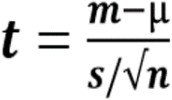 t = m−μ / s/√n